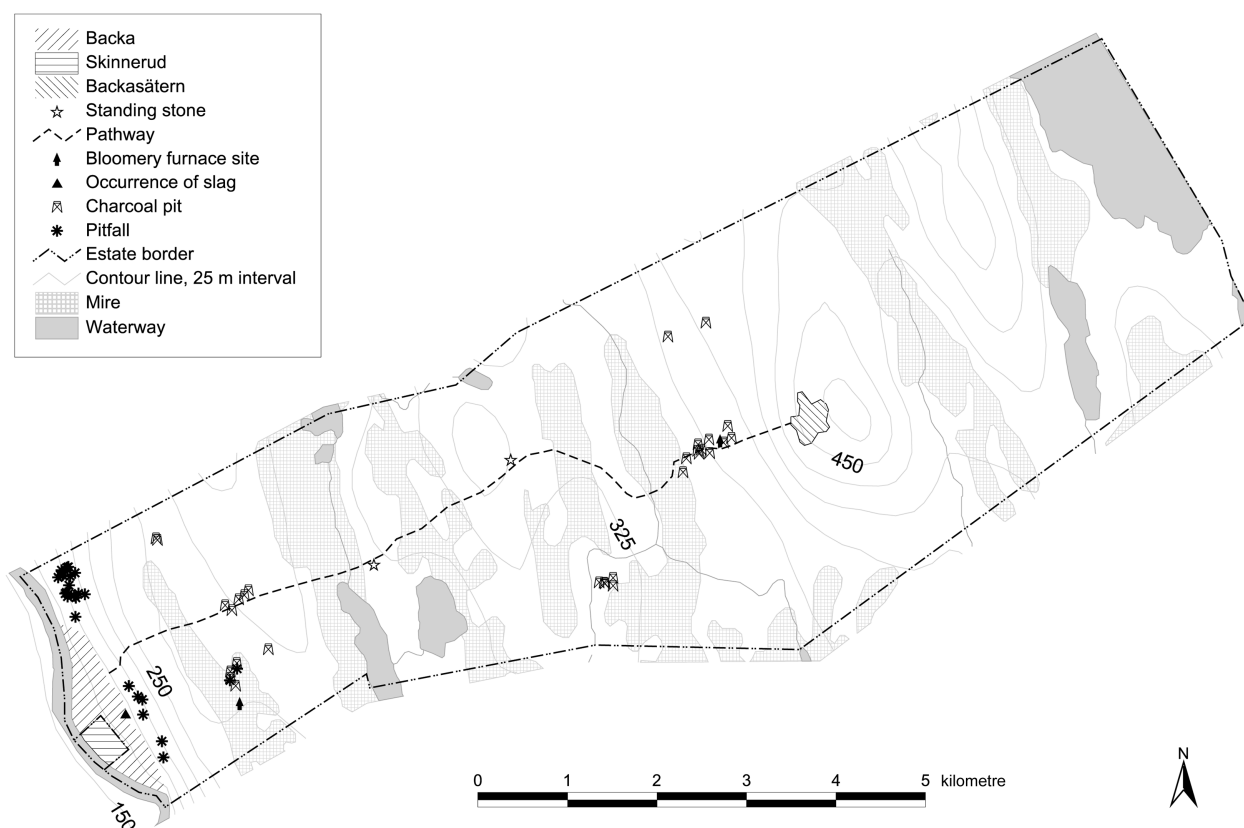 Backa
Skinnerud
Backasätern
Standing stone
Pathway
Bloomery furnace site
Occurrence of slag
Charcoal pit
Pitfall
Estate border
Contour line, 25 m interval
Mire
Waterway
450
325
250
150
0 1 2 3 4 5 kilometre
N